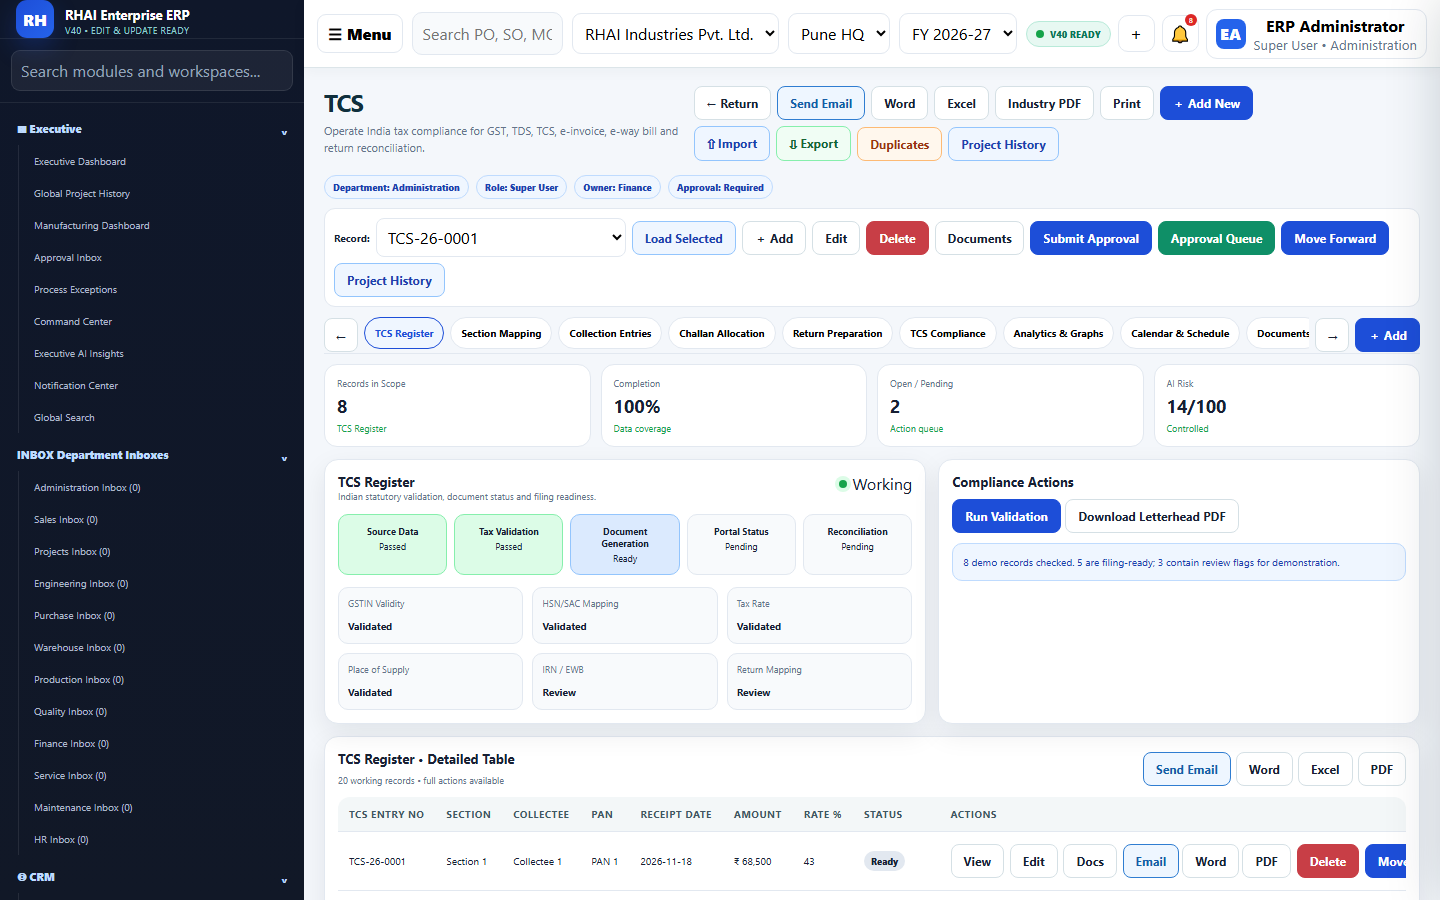 RH
RHAI Enterprise ERP
V40 • EDIT & UPDATE READY
Search modules and workspaces...
Executive
Executive Dashboard
Global Project History
Manufacturing Dashboard
Approval Inbox
Process Exceptions
Command Center
Executive AI Insights
Notification Center
Global Search
INBOX Department Inboxes
Administration Inbox (0)
Sales Inbox (0)
Projects Inbox (0)
Engineering Inbox (0)
Purchase Inbox (0)
Warehouse Inbox (0)
Production Inbox (0)
Quality Inbox (0)
Finance Inbox (0)
Service Inbox (0)
Maintenance Inbox (0)
HR Inbox (0)
CRM
☰ Menu
Search PO, SO, MO
RHAI Industries Pvt. Ltd.
Pune HQ
FY 2026-27
V40 READY
+
8
EA
ERP Administrator
Super User • Administration
TCS
Operate India tax compliance for GST, TDS, TCS, e-invoice, e-way bill and
return reconciliation.
← Return
Send Email
Word
Excel
Industry PDF
Print
+ Add New
⇧ Import
⇩ Export
Duplicates
Project History
Department: Administration
Role: Super User
Owner: Finance
Approval: Required
Record:
TCS-26-0001
Load Selected
+ Add
Edit
Delete
Documents
Submit Approval
Approval Queue
Move Forward
Project History
←
TCS Register
Section Mapping
Collection Entries
Challan Allocation
Return Preparation
TCS Compliance
Analytics & Graphs
Calendar & Schedule
Documents
→
+ Add
Records in Scope
8
TCS Register
Completion
100%
Data coverage
Open / Pending
2
Action queue
AI Risk
14/100
Controlled
TCS Register
Indian statutory validation, document status and filing readiness.
Working
Source Data
Passed
Tax Validation
Passed
Document
Generation
Ready
Portal Status
Pending
Reconciliation
Pending
GSTIN Validity
Validated
HSN/SAC Mapping
Validated
Tax Rate
Validated
Place of Supply
Validated
IRN / EWB
Review
Return Mapping
Review
Compliance Actions
Run Validation
Download Letterhead PDF
8 demo records checked. 5 are filing-ready; 3 contain review flags for demonstration.
TCS Register • Detailed Table
20 working records • full actions available
Send Email
Word
Excel
PDF
TCS ENTRY NO SECTION COLLECTEE PAN RECEIPT DATE AMOUNT RATE % STATUS ACTIONS
TCS-26-0001 Section 1 Collectee 1 PAN 1 2026-11-18 ₹ 68,500 43 Ready View Edit Docs Email Word PDF Delete Move